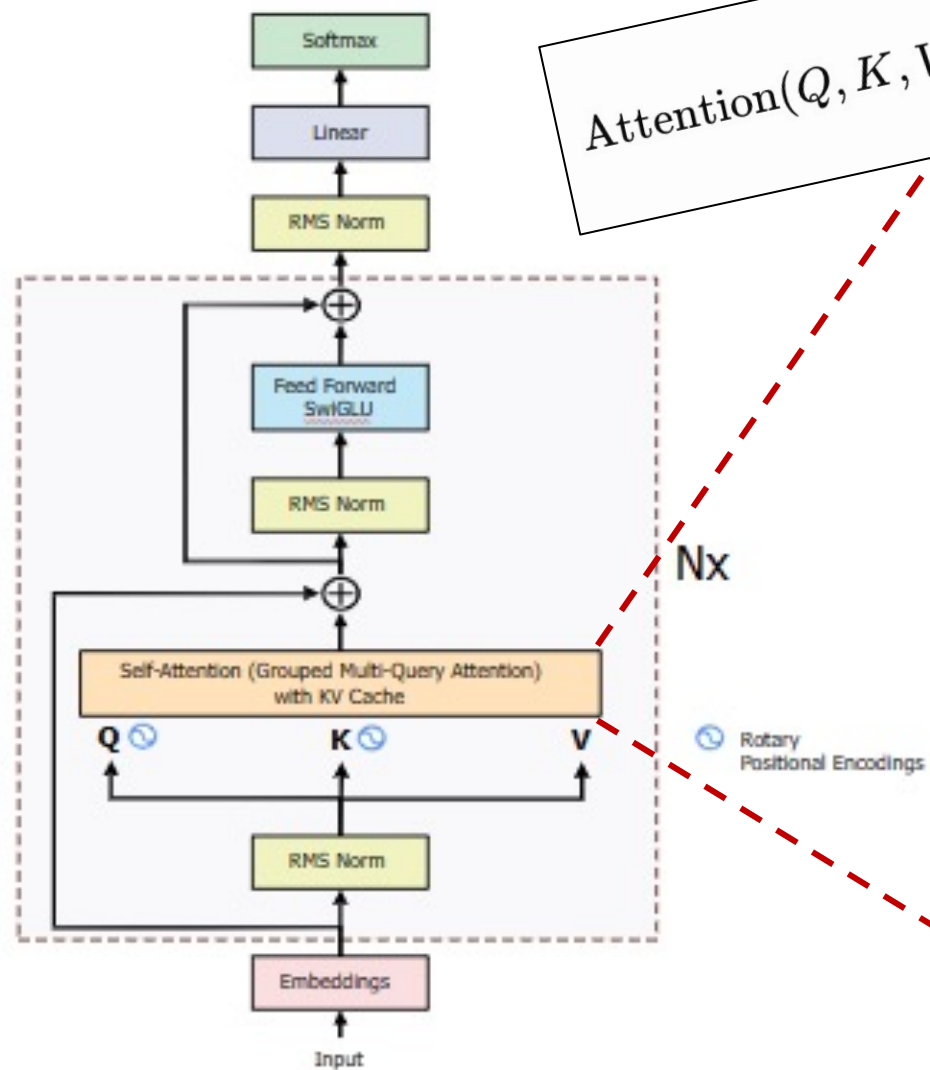 Softmax
Attention(Q, K, V
Linear
RMS Norm
Feed Forward
SwiGLU
RMS Norm
Nx
Self-Attention (Grouped Multi-Query Attention)
with KV Cache
Q K V
Rotary
Positional Encodings
RMS Norm
Embeddings
Input